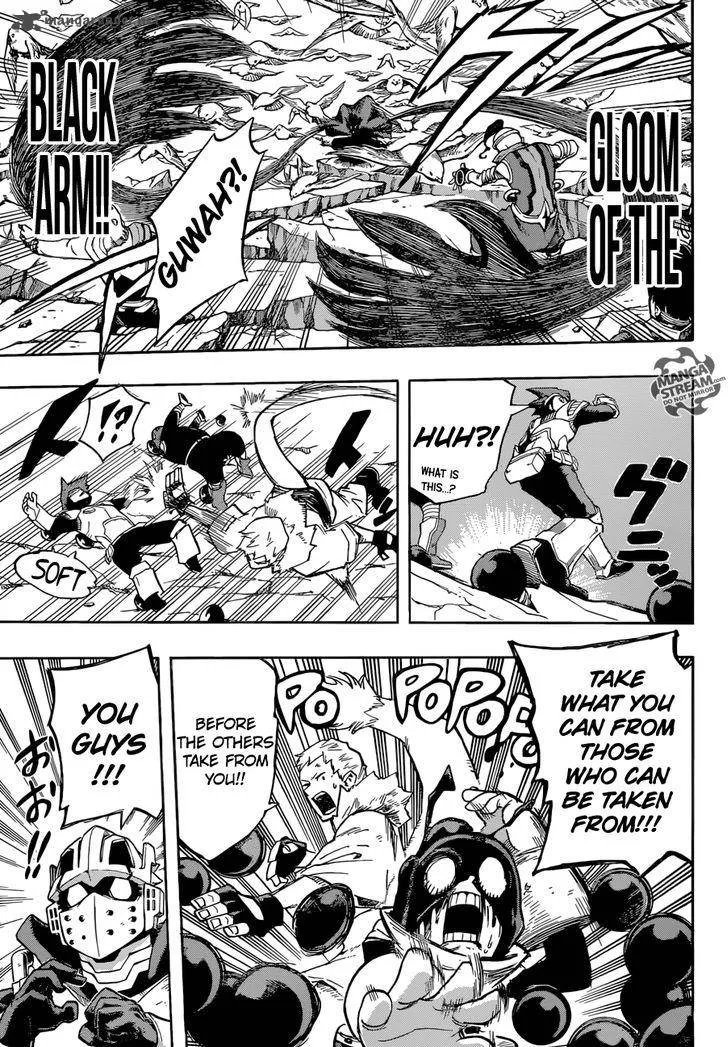 GLOOM
OF THE
BLACK
ARM!!
GUWAH?!
MANGA
STREAM.com
DO NOT MIRROR
HUH?!
WHAT IS
THIS...?
グニッ
!?
SOFT
TAKE
WHAT YOU
CAN FROM
THOSE
WHO CAN
BE TAKEN
FROM!!!
POPOPO
PO
BEFORE
THE OTHERS
TAKE FROM
YOU!!
YOU
GUYS
!!!
おお!!